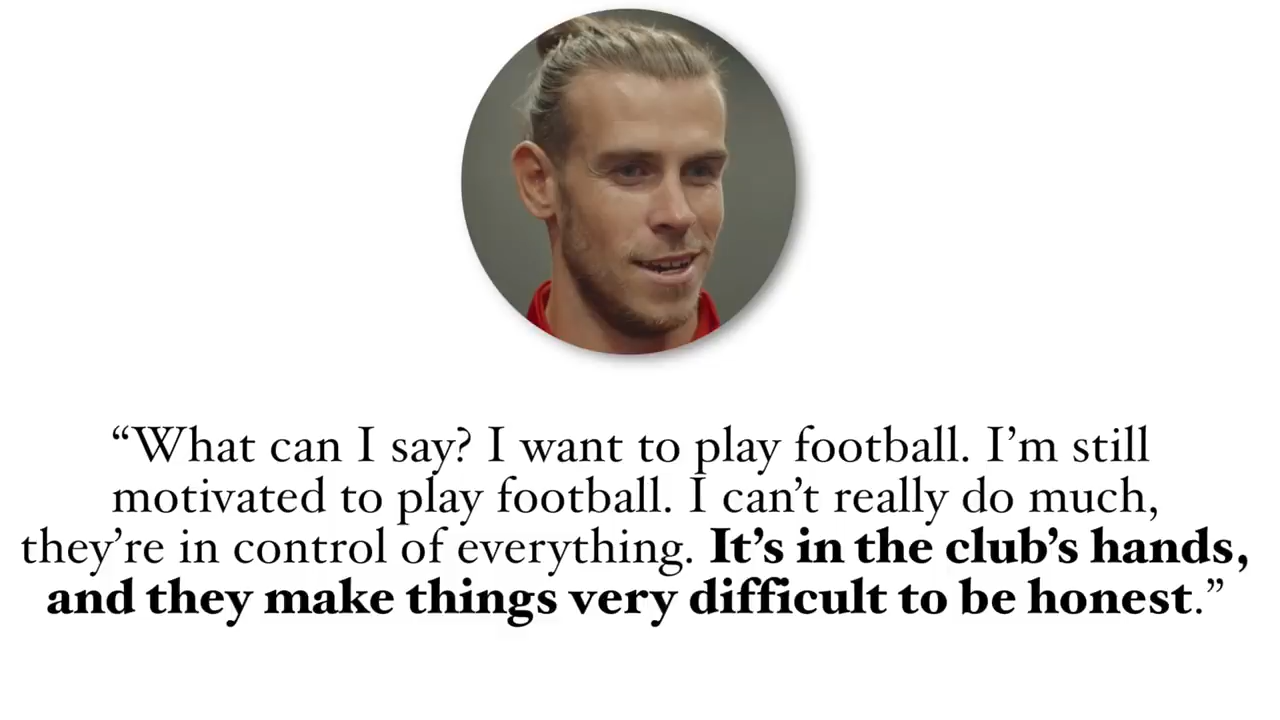 “What can I say? I want to play football. I’m still
motivated to play football. I can’t really do much,
they’re in control of everything. It’s in the club’s hands,
and they make things very difficult to be honest.”